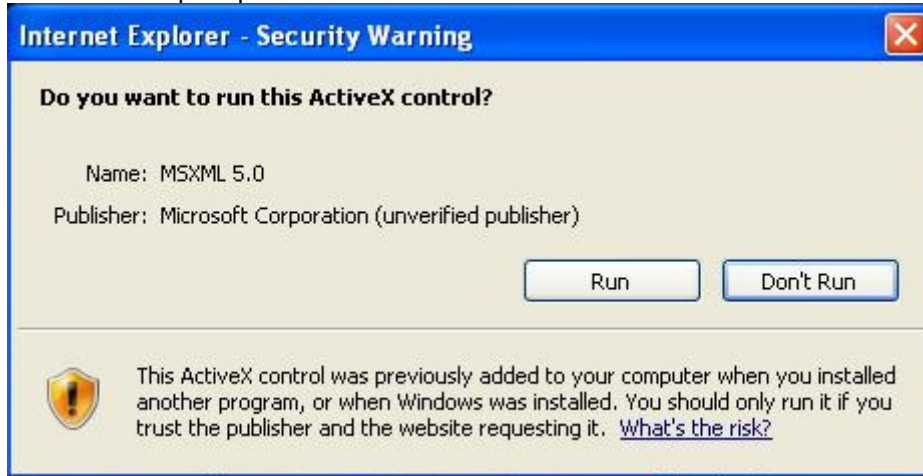 Internet Explorer - Security Warning
Do you want to run this ActiveX control?
Name: MSXML 5.0
Publisher: Microsoft Corporation (unverified publisher)
Run
Don't Run
This ActiveX control was previously added to your computer when you installed
another program, or when Windows was installed. You should only run it if you
trust the publisher and the website requesting it. What's the risk?